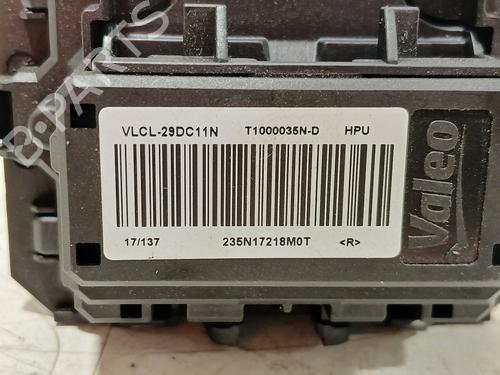 B-PARTS
VLCL-29DC11N T1000035N-D HPU
17/137 235N17218M0T <R>
Valeo